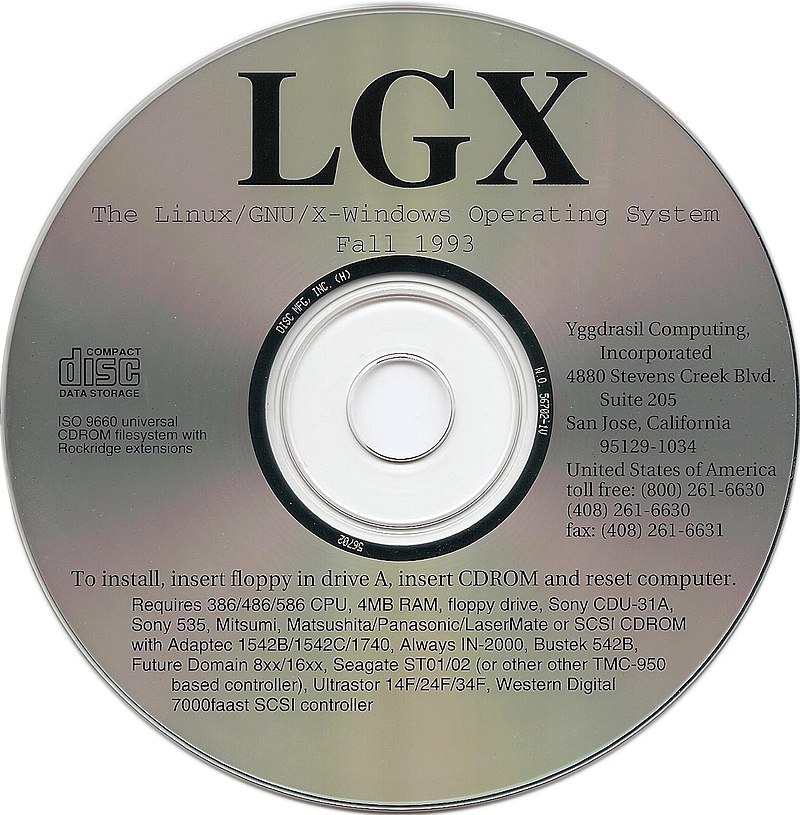 LGX
The Linux/GNU/X-Windows Operating System
Fall 1993
DISC MFG, INC. (H)
W.O. 56702-1V
56702
COMPACT
disc
DATA STORAGE
ISO 9660 universal
CDROM filesystem with
Rockridge extensions
Yggdrasil Computing,
Incorporated
4880 Stevens Creek Blvd.
Suite 205
San Jose, California
95129-1034
United States of America
toll free: (800) 261-6630
(408) 261-6630
fax: (408) 261-6631
To install, insert floppy in drive A, insert CDROM and reset computer.
Requires 386/486/586 CPU, 4MB RAM, floppy drive, Sony CDU-31A,
Sony 535, Mitsumi, Matsushita/Panasonic/LaserMate or SCSI CDROM
with Adaptec 1542B/1542C/1740, Always IN-2000, Bustek 542B,
Future Domain 8xx/16xx, Seagate ST01/02 (or other other TMC-950
based controller), Ultrastor 14F/24F/34F, Western Digital
7000faast SCSI controller